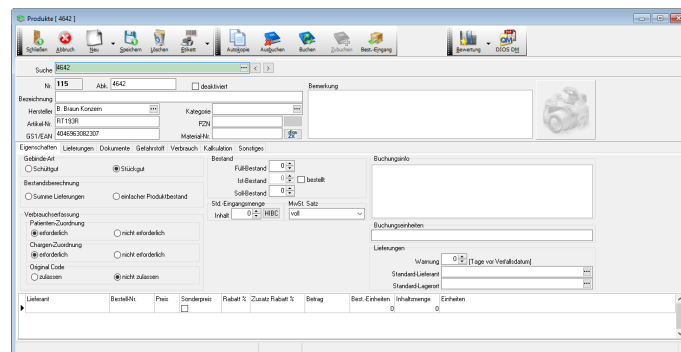 Produkte [ 4642 ]
Schließen Abbruch Neu Speichern Löschen Etikett Autokopie Ausbuchen Buchen Zubuchen Best.-Eingang Bewertung DIOS DM
Suche 4642
Nr. 115 Abk. 4642 deaktiviert Bemerkung
Bezeichnung
Hersteller B. Braun Konzern Kategorie
Artikel-Nr. RT193R PZN
GS1/EAN 4046963082307 Material-Nr.
Eigenschaften Lieferungen Dokumente Gefahrstoff Verbrauch Kalkulation Sonstiges
Gebinde-Art Bestand Buchungsinfo
Schüttgut Stückgut Füll-Bestand 0
Ist-Bestand 0 bestellt
Bestandsberechnung Soll-Bestand 0
Summe Lieferungen einfacher Produktbestand
Std.-Eingangsmenge MwSt. Satz
Inhalt 0 HIBC voll
Verbrauchserfassung
Patienten-Zuordnung Buchungseinheiten
erforderlich nicht erforderlich
Chargen-Zuordnung Lieferungen
erforderlich nicht erforderlich Warnung 0 [Tage vor Verfallsdatum]
Original Code Standard-Lieferant
zulassen nicht zulassen Standard-Lagerort
Lieferant Bestell-Nr. Preis Sonderpreis Rabatt % Zusatz Rabatt % Betrag Best.-Einheiten Inhaltsmenge Einheiten
0 0